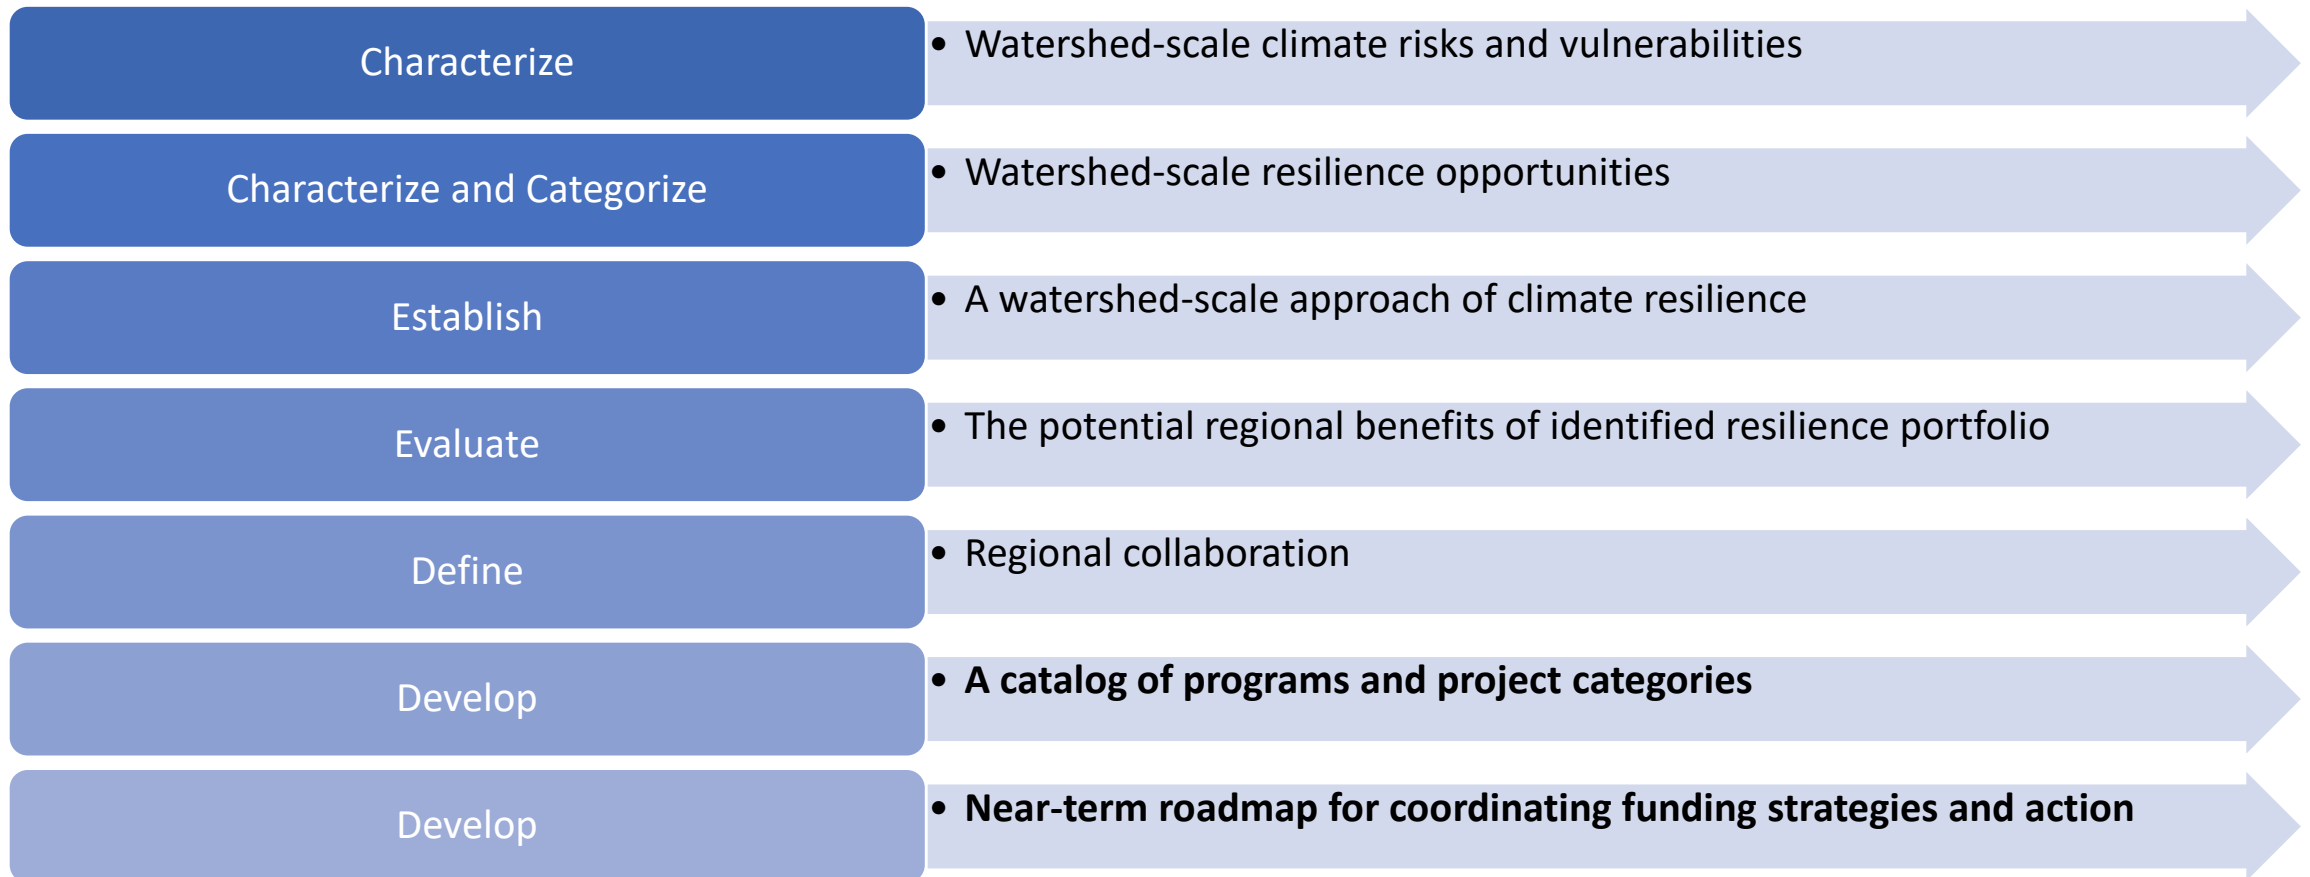 Characterize
• Watershed-scale climate risks and vulnerabilities
Characterize and Categorize
• Watershed-scale resilience opportunities
Establish
• A watershed-scale approach of climate resilience
Evaluate
• The potential regional benefits of identified resilience portfolio
Define
• Regional collaboration
Develop
• A catalog of programs and project categories
Develop
• Near-term roadmap for coordinating funding strategies and action